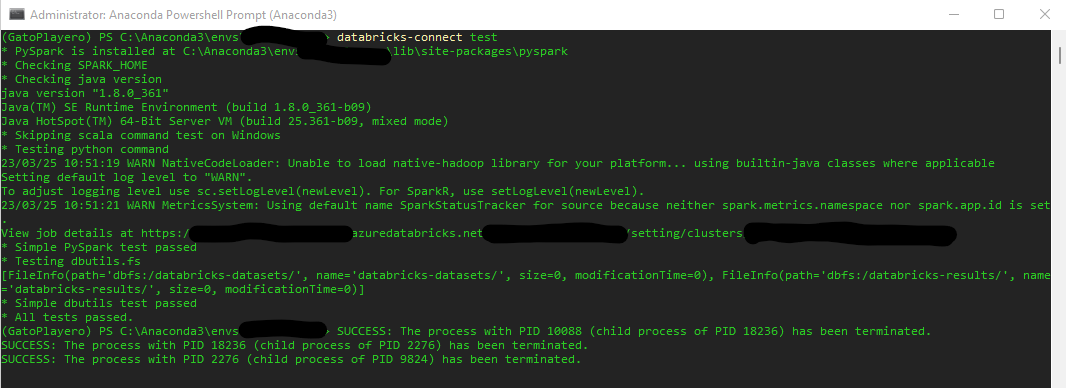 Administrator: Anaconda Powershell Prompt (Anaconda3)
(GatoPlayero) PS C:\Anaconda3\envs > databricks-connect test
* PySpark is installed at C:\Anaconda3\envs \lib\site-packages\pyspark
* Checking SPARK_HOME
* Checking java version
java version "1.8.0_361"
Java(TM) SE Runtime Environment (build 1.8.0_361-b09)
Java HotSpot(TM) 64-Bit Server VM (build 25.361-b09, mixed mode)
* Skipping scala command test on Windows
* Testing python command
23/03/25 10:51:19 WARN NativeCodeLoader: Unable to load native-hadoop library for your platform... using builtin-java classes where applicable
Setting default log level to "WARN".
To adjust logging level use sc.setLogLevel(newLevel). For SparkR, use setLogLevel(newLevel).
23/03/25 10:51:21 WARN MetricsSystem: Using default name SparkStatusTracker for source because neither spark.metrics.namespace nor spark.app.id is set
.
View job details at https:/ azuredatabricks.net /setting/clusters
* Simple PySpark test passed
* Testing dbutils.fs
[FileInfo(path='dbfs:/databricks-datasets/', name='databricks-datasets/', size=0, modificationTime=0), FileInfo(path='dbfs:/databricks-results/', name
='databricks-results/', size=0, modificationTime=0)]
* Simple dbutils test passed
* All tests passed.
(GatoPlayero) PS C:\Anaconda3\envs > SUCCESS: The process with PID 10088 (child process of PID 18236) has been terminated.
SUCCESS: The process with PID 18236 (child process of PID 2276) has been terminated.
SUCCESS: The process with PID 2276 (child process of PID 9824) has been terminated.